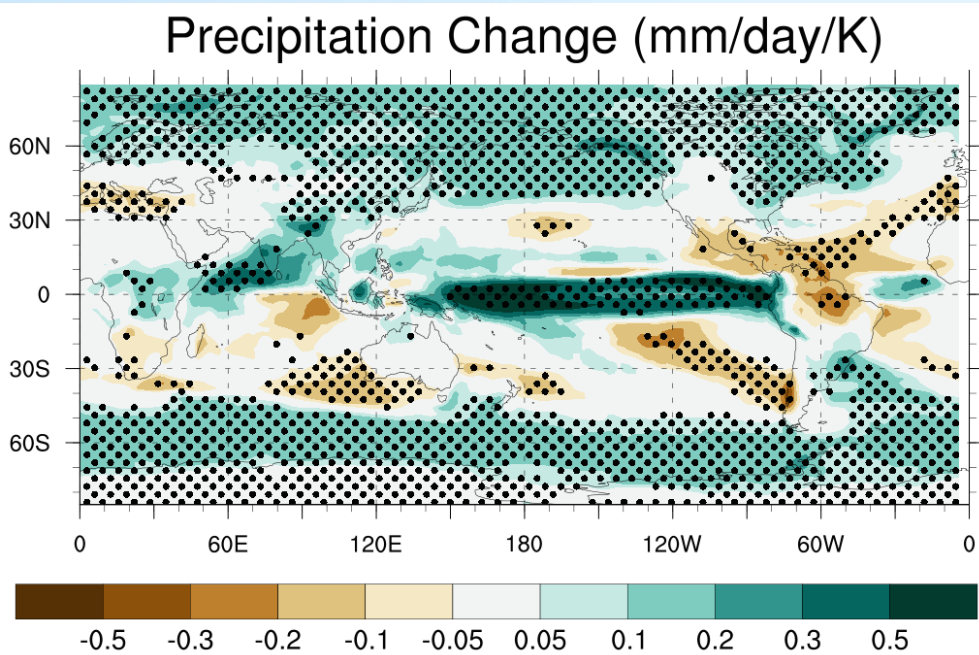 Precipitation Change (mm/day/K)
60N
30N
0
30S
60S
0 60E 120E 180 120W 60W 0
-0.5 -0.3 -0.2 -0.1 -0.05 0.05 0.1 0.2 0.3 0.5